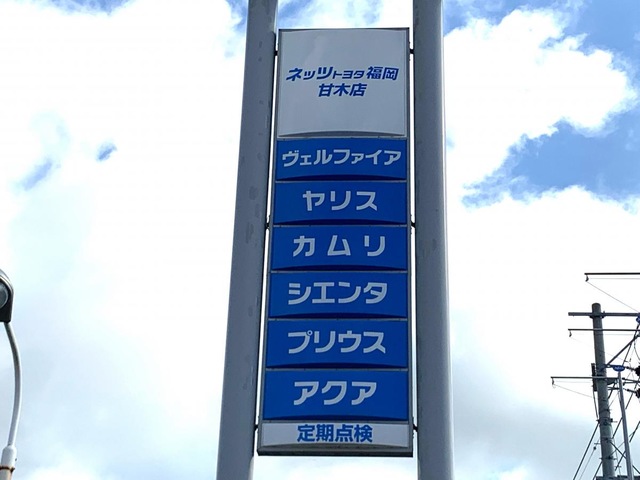 ネッツトヨタ福岡
甘木店
ヴェルファイア
ヤリス
カムリ
シエンタ
プリウス
アクア
定期点検